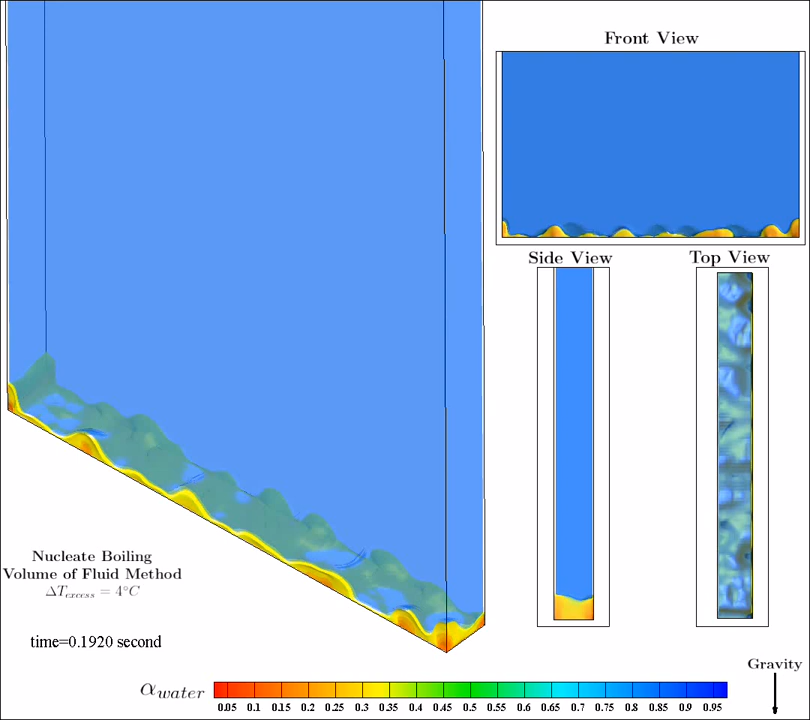 Front View
Side View
Top View
Nucleate Boiling
Volume of Fluid Method
ΔT_excess = 4°C
time=0.1920 second
Gravity
α_water
0.05 0.1 0.15 0.2 0.25 0.3 0.35 0.4 0.45 0.5 0.55 0.6 0.65 0.7 0.75 0.8 0.85 0.9 0.95